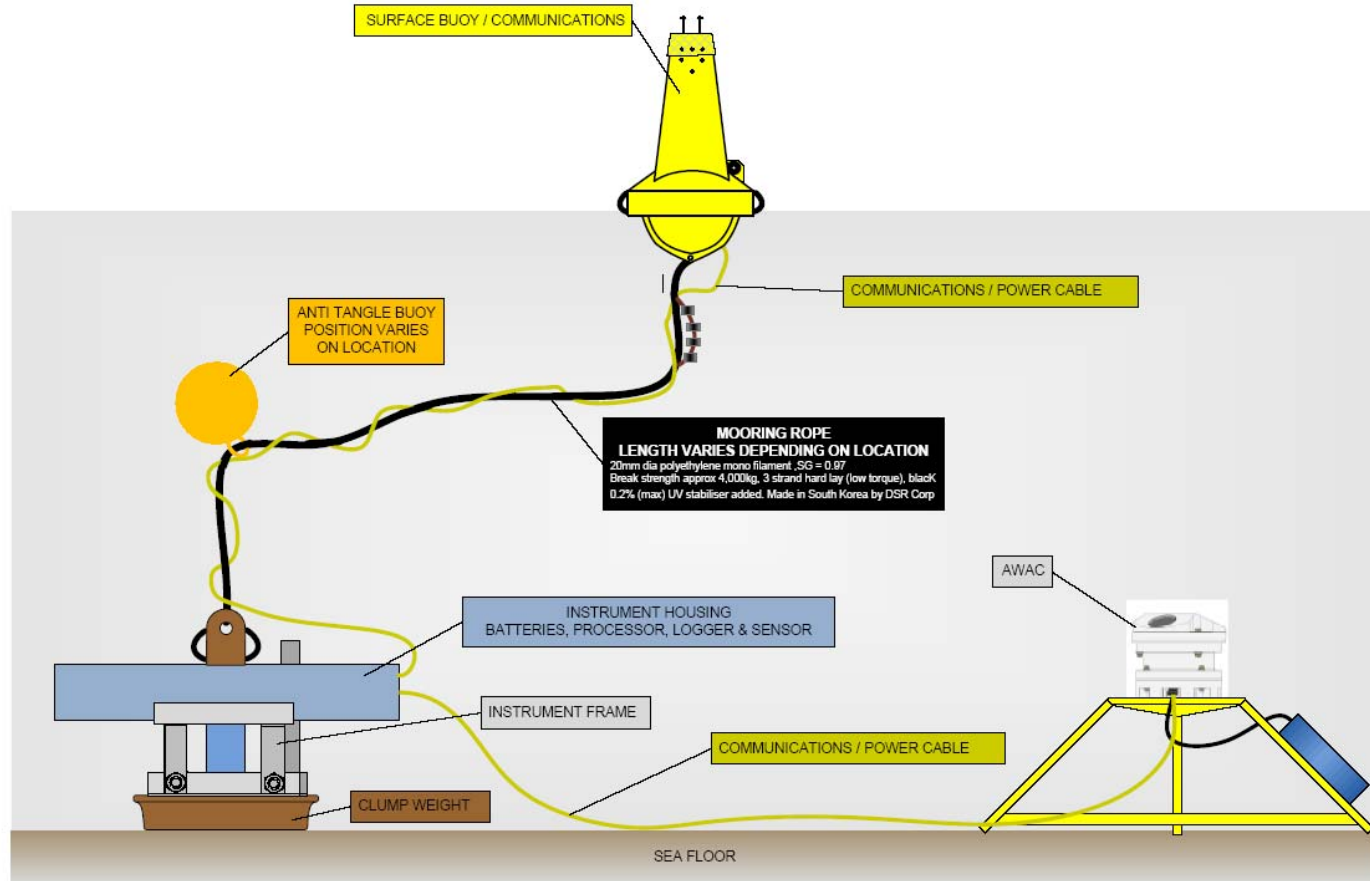 SURFACE BUOY / COMMUNICATIONS
COMMUNICATIONS / POWER CABLE
ANTI TANGLE BUOY
POSITION VARIES
ON LOCATION
MOORING ROPE
LENGTH VARIES DEPENDING ON LOCATION
20mm dia polyethylene mono filament ,SG = 0.97
Break strength approx 4,000kg, 3 strand hard lay (low torque), blacK
0.2% (max) UV stabiliser added. Made in South Korea by DSR Corp
AWAC
INSTRUMENT HOUSING
BATTERIES, PROCESSOR, LOGGER & SENSOR
INSTRUMENT FRAME
COMMUNICATIONS / POWER CABLE
CLUMP WEIGHT
SEA FLOOR